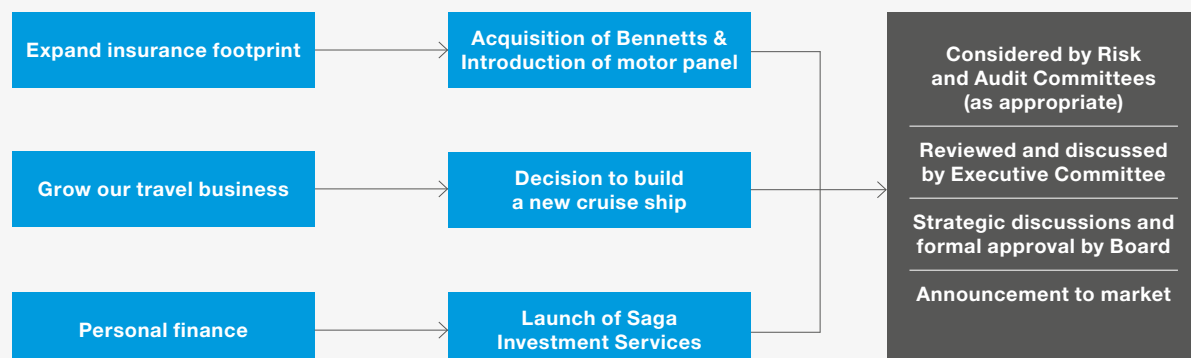 Expand insurance footprint
Acquisition of Bennetts &
Introduction of motor panel
Grow our travel business
Decision to build
a new cruise ship
Personal finance
Launch of Saga
Investment Services
Considered by Risk
and Audit Committees
(as appropriate)
Reviewed and discussed
by Executive Committee
Strategic discussions and
formal approval by Board
Announcement to market